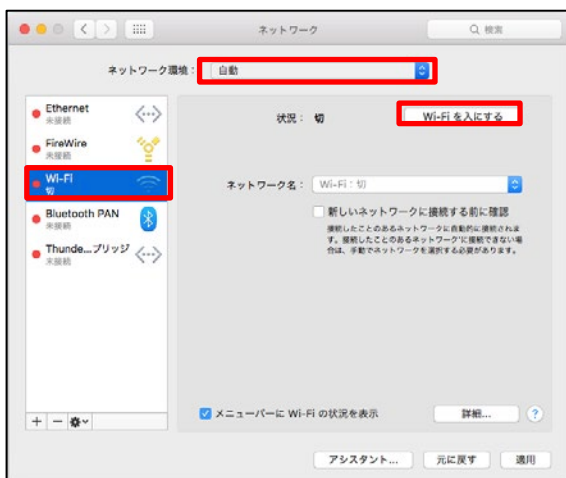 ネットワーク
検索
ネットワーク環境： 自動
Ethernet
未接続
FireWire
未接続
Wi-Fi
切
Bluetooth PAN
未接続
Thunde...ブリッジ
未接続
状況： 切
Wi-Fi を入にする
ネットワーク名： Wi-Fi：切
新しいネットワークに接続する前に確認
接続したことのあるネットワークに自動的に接続されま
す。接続したことのあるネットワークに接続できない場
合は、手動でネットワークを選択する必要があります。
メニューバーに Wi-Fi の状況を表示
詳細...
?
アシスタント...
元に戻す
適用